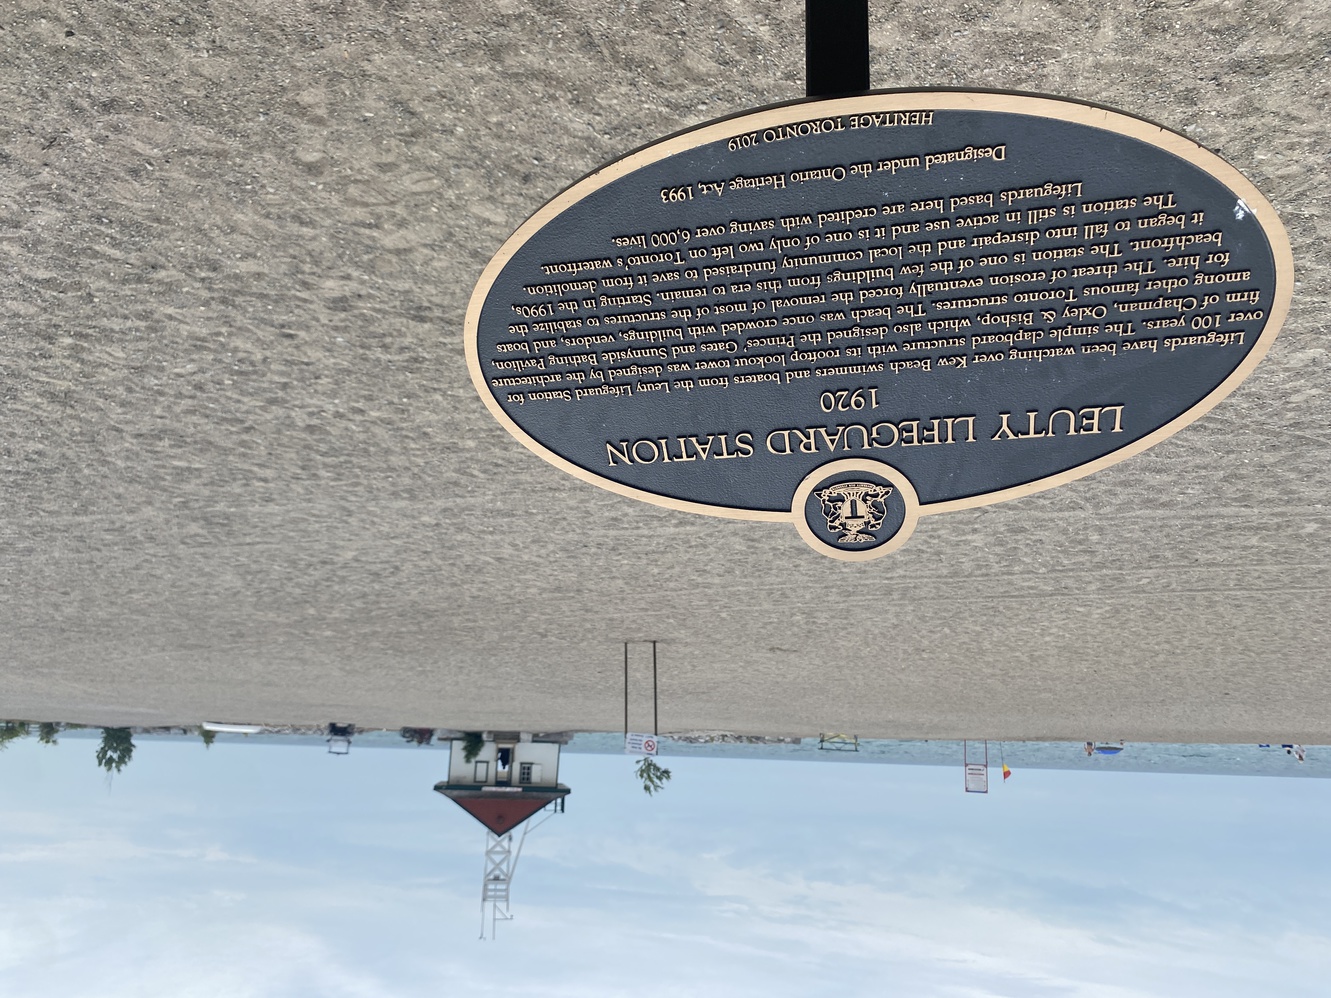 LEUTY LIFEGUARD STATION
1920
Lifeguards have been watching over Kew Beach swimmers and boaters from the Leuty Lifeguard Station for
over 100 years. The simple clapboard structure with its rooftop lookout tower was designed by the architecture
firm of Chapman, Oxley & Bishop, which also designed the Princes' Gates and Sunnyside Bathing Pavilion,
among other famous Toronto structures. The beach was once crowded with buildings, vendors, and boats
for hire. The threat of erosion eventually forced the removal of most of the structures to stabilize the
beachfront. The station is one of the few buildings from this era to remain. Starting in the 1990s,
it began to fall into disrepair and the local community fundraised to save it from demolition.
The station is still in active use and it is one of only two left on Toronto's waterfront.
Lifeguards based here are credited with saving over 6,000 lives.
Designated under the Ontario Heritage Act, 1993
HERITAGE TORONTO 2019